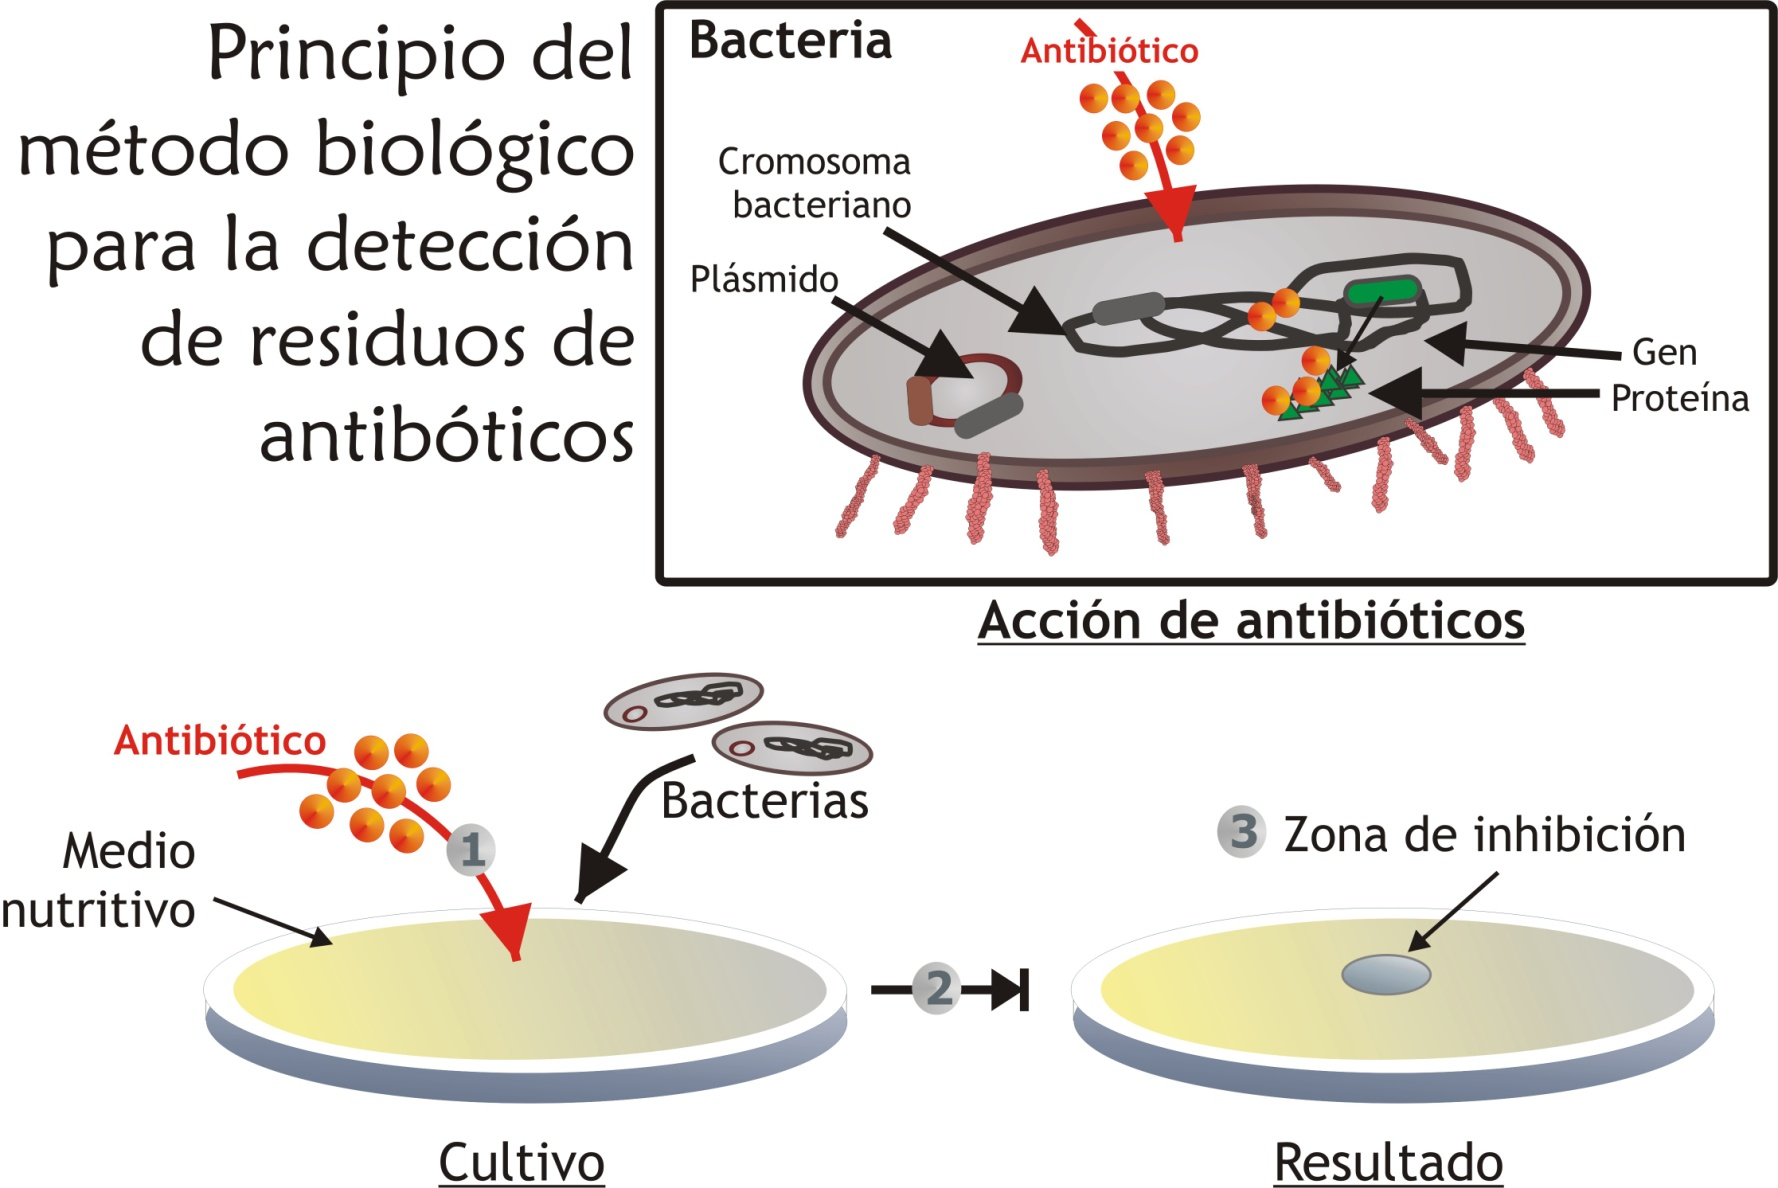 Principio del
método biológico
para la detección
de residuos de
antibóticos
Bacteria
Antibiótico
Cromosoma
bacteriano
Plásmido
Gen
Proteína
Acción de antibióticos
Antibiótico
Bacterias
Medio
nutritivo
1
2
3 Zona de inhibición
Cultivo
Resultado